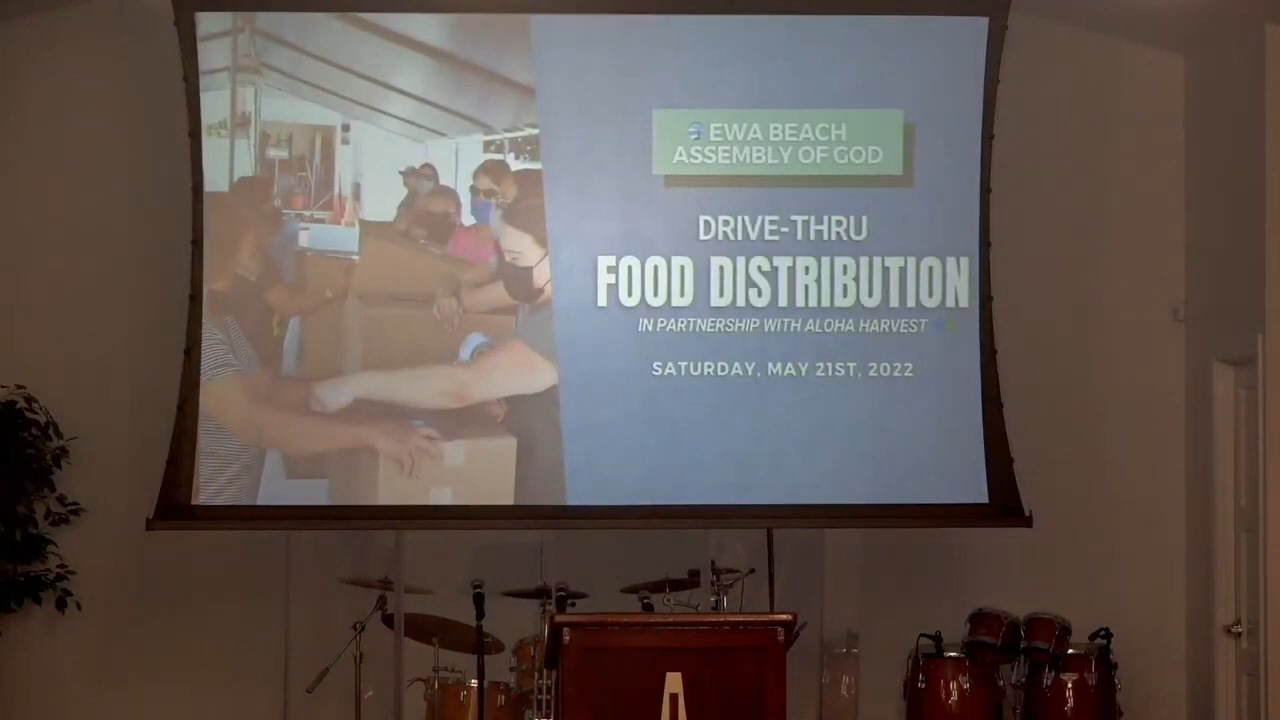 EWA BEACH
ASSEMBLY OF GOD
DRIVE-THRU
FOOD DISTRIBUTION
IN PARTNERSHIP WITH ALOHA HARVEST
SATURDAY, MAY 21ST, 2022